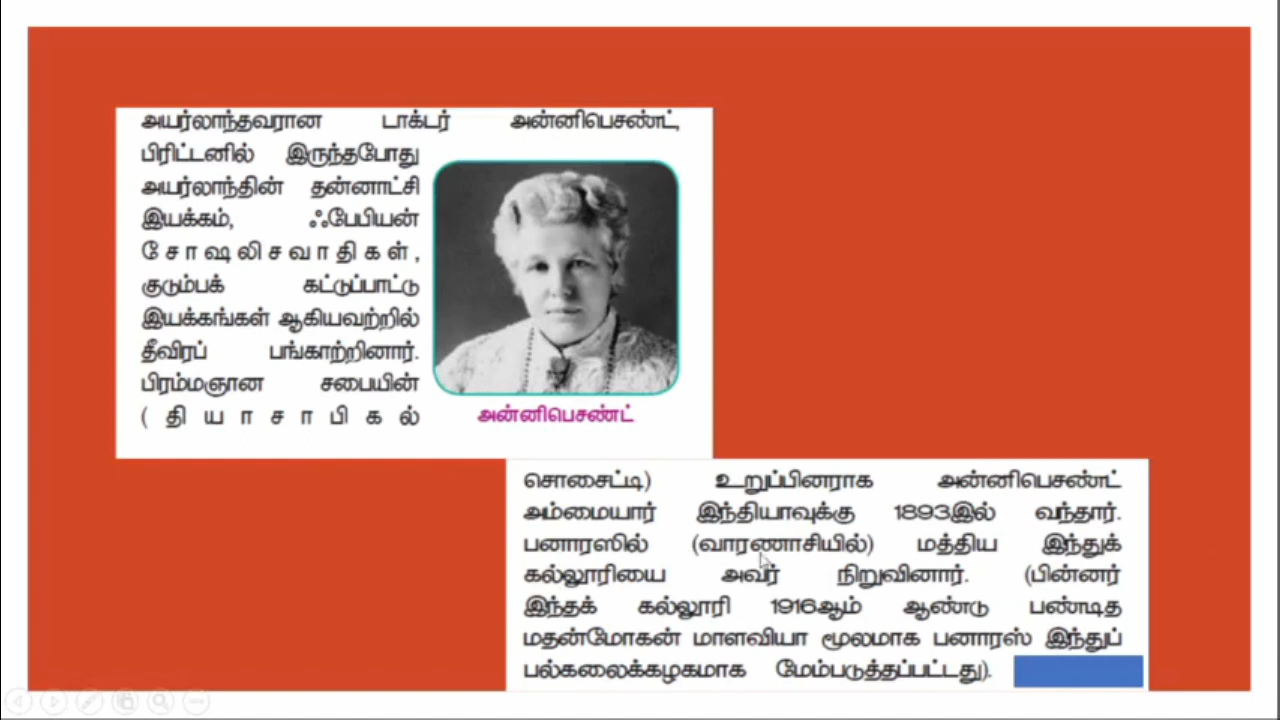 அயர்லாந்தவரான டாக்டர் அன்னிபெசண்ட்,
பிரிட்டனில் இருந்தபோது
அயர்லாந்தின் தன்னாட்சி
இயக்கம், ஃபேபியன்
சோஷலிசவாதிகள்,
குடும்பக் கட்டுப்பாட்டு
இயக்கங்கள் ஆகியவற்றில்
தீவிரப் பங்காற்றினார்.
பிரம்மஞான சபையின்
(தியாசாபிகல்
அன்னிபெசண்ட்
சொசைட்டி) உறுப்பினராக அன்னிபெசண்ட்
அம்மையார் இந்தியாவுக்கு 1893இல் வந்தார்.
பனாரஸில் (வாரணாசியில்) மத்திய இந்துக்
கல்லூரியை அவர் நிறுவினார். (பின்னர்
இந்தக் கல்லூரி 1916ஆம் ஆண்டு பண்டித
மதன்மோகன் மாளவியா மூலமாக பனாரஸ் இந்துப்
பல்கலைக்கழகமாக மேம்படுத்தப்பட்டது).